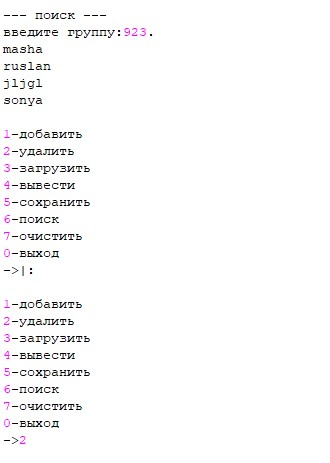 --- поиск ---
введите группу:923.
masha
ruslan
jljgl
sonya
1-добавить
2-удалить
3-загрузить
4-вывести
5-сохранить
6-поиск
7-очистить
0-выход
->|:
1-добавить
2-удалить
3-загрузить
4-вывести
5-сохранить
6-поиск
7-очистить
0-выход
->2